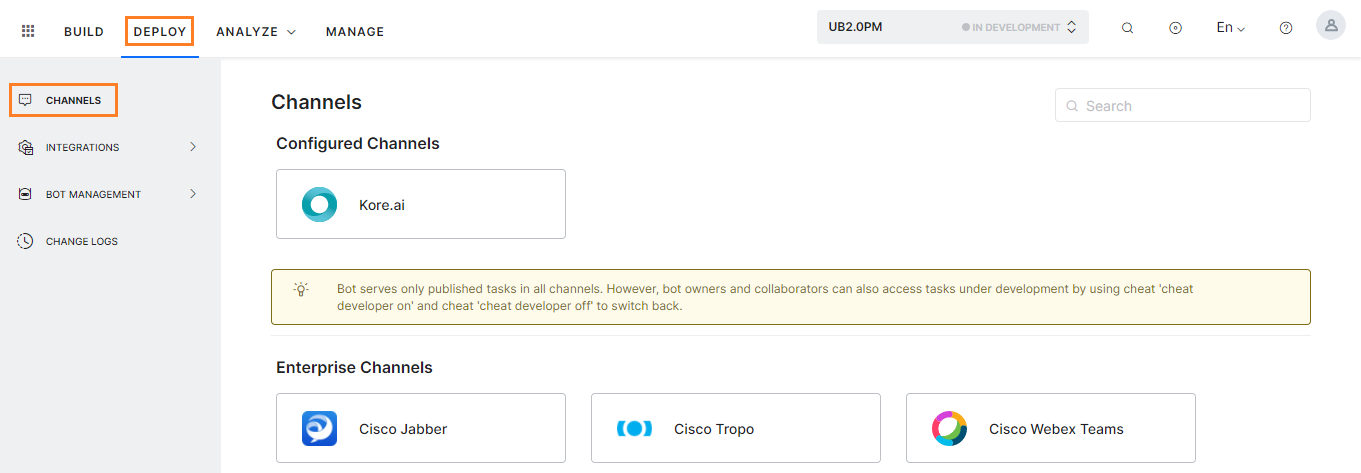 BUILD DEPLOY ANALYZE MANAGE UB2.0PM IN DEVELOPMENT En
CHANNELS
INTEGRATIONS
BOT MANAGEMENT
CHANGE LOGS
Channels
Search
Configured Channels
Kore.ai
Bot serves only published tasks in all channels. However, bot owners and collaborators can also access tasks under development by using cheat 'cheat
developer on' and cheat 'cheat developer off' to switch back.
Enterprise Channels
Cisco Jabber
Cisco Tropo
Cisco Webex Teams